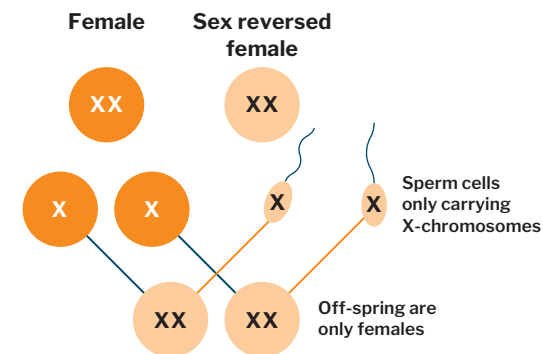 Female
Sex reversed
female
XX
XX
X
X
X
X
Sperm cells
only carrying
X-chromosomes
XX
XX
Off-spring are
only females